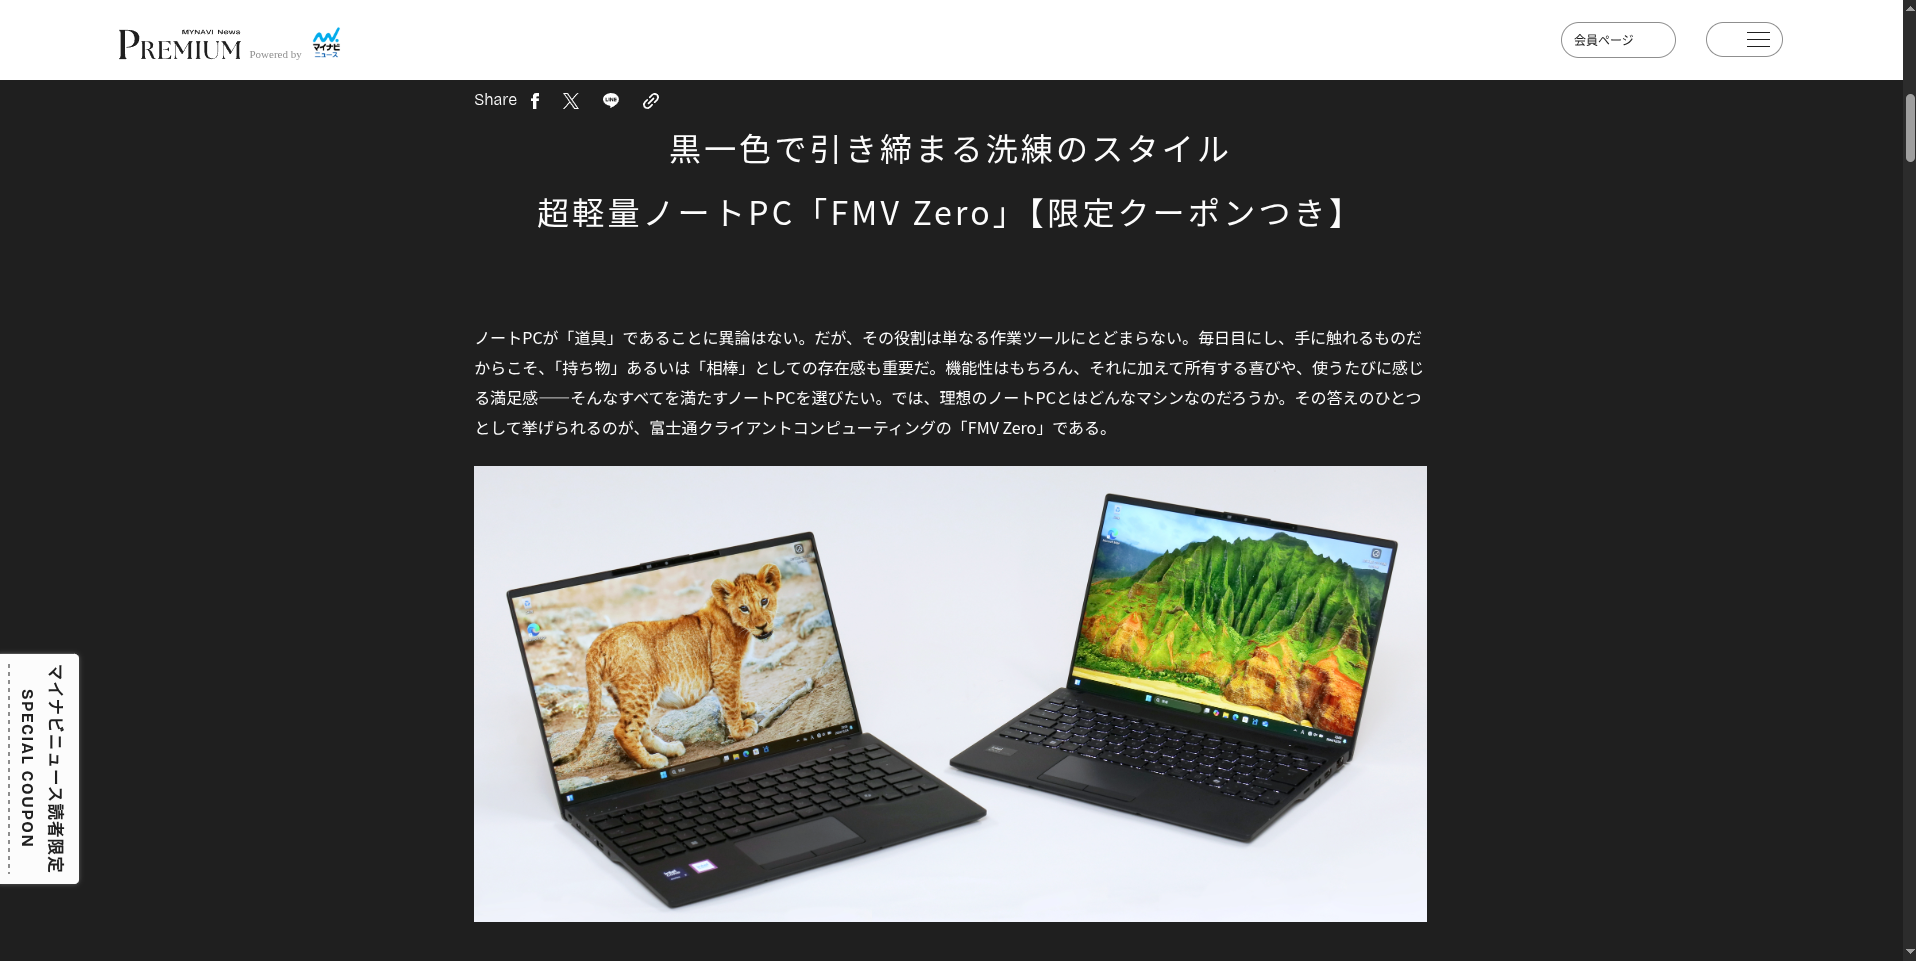 MYNAVI News
PREMIUM Powered by
マイナビ
ニュース
会員ページ
Share
LINE
黒一色で引き締まる洗練のスタイル
超軽量ノートPC「FMV Zero」【限定クーポンつき】
ノートPCが「道具」であることに異論はない。だが、その役割は単なる作業ツールにとどまらない。毎日目にし、手に触れるものだ
からこそ、「持ち物」あるいは「相棒」としての存在感も重要だ。機能性はもちろん、それに加えて所有する喜びや、使うたびに感じ
る満足感――そんなすべてを満たすノートPCを選びたい。では、理想のノートPCとはどんなマシンなのだろうか。その答えのひとつ
として挙げられるのが、富士通クライアントコンピューティングの「FMV Zero」である。
マイナビニュース読者限定
SPECIAL COUPON